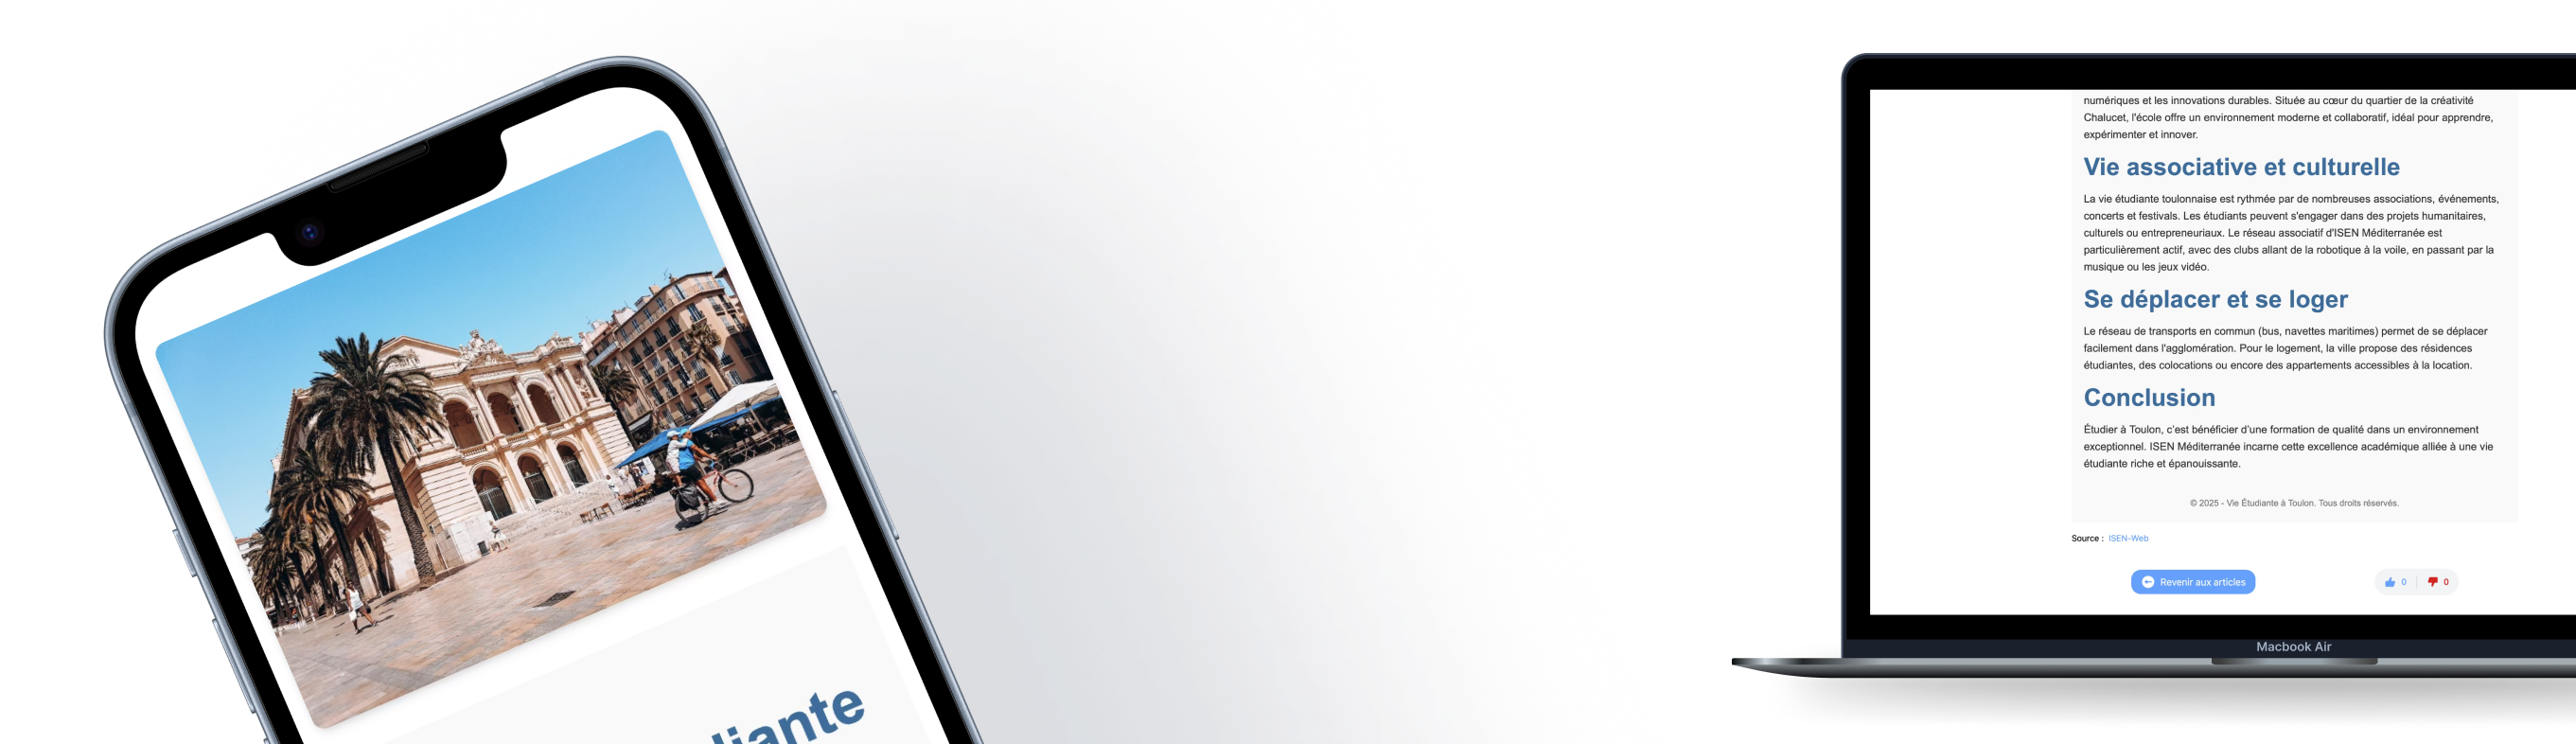 diante
numériques et les innovations durables. Située au cœur du quartier de la créativité
Chalucet, l'école offre un environnement moderne et collaboratif, idéal pour apprendre,
expérimenter et innover.
Vie associative et culturelle
La vie étudiante toulonnaise est rythmée par de nombreuses associations, événements,
concerts et festivals. Les étudiants peuvent s'engager dans des projets humanitaires,
culturels ou entrepreneuriaux. Le réseau associatif d'ISEN Méditerranée est
particulièrement actif, avec des clubs allant de la robotique à la voile, en passant par la
musique ou les jeux vidéo.
Se déplacer et se loger
Le réseau de transports en commun (bus, navettes maritimes) permet de se déplacer
facilement dans l'agglomération. Pour le logement, la ville propose des résidences
étudiantes, des colocations ou encore des appartements accessibles à la location.
Conclusion
Étudier à Toulon, c’est bénéficier d’une formation de qualité dans un environnement
exceptionnel. ISEN Méditerranée incarne cette excellence académique alliée à une vie
étudiante riche et épanouissante.
© 2025 - Vie Étudiante à Toulon. Tous droits réservés.
Source : ISEN-Web
Revenir aux articles
0 0
Macbook Air